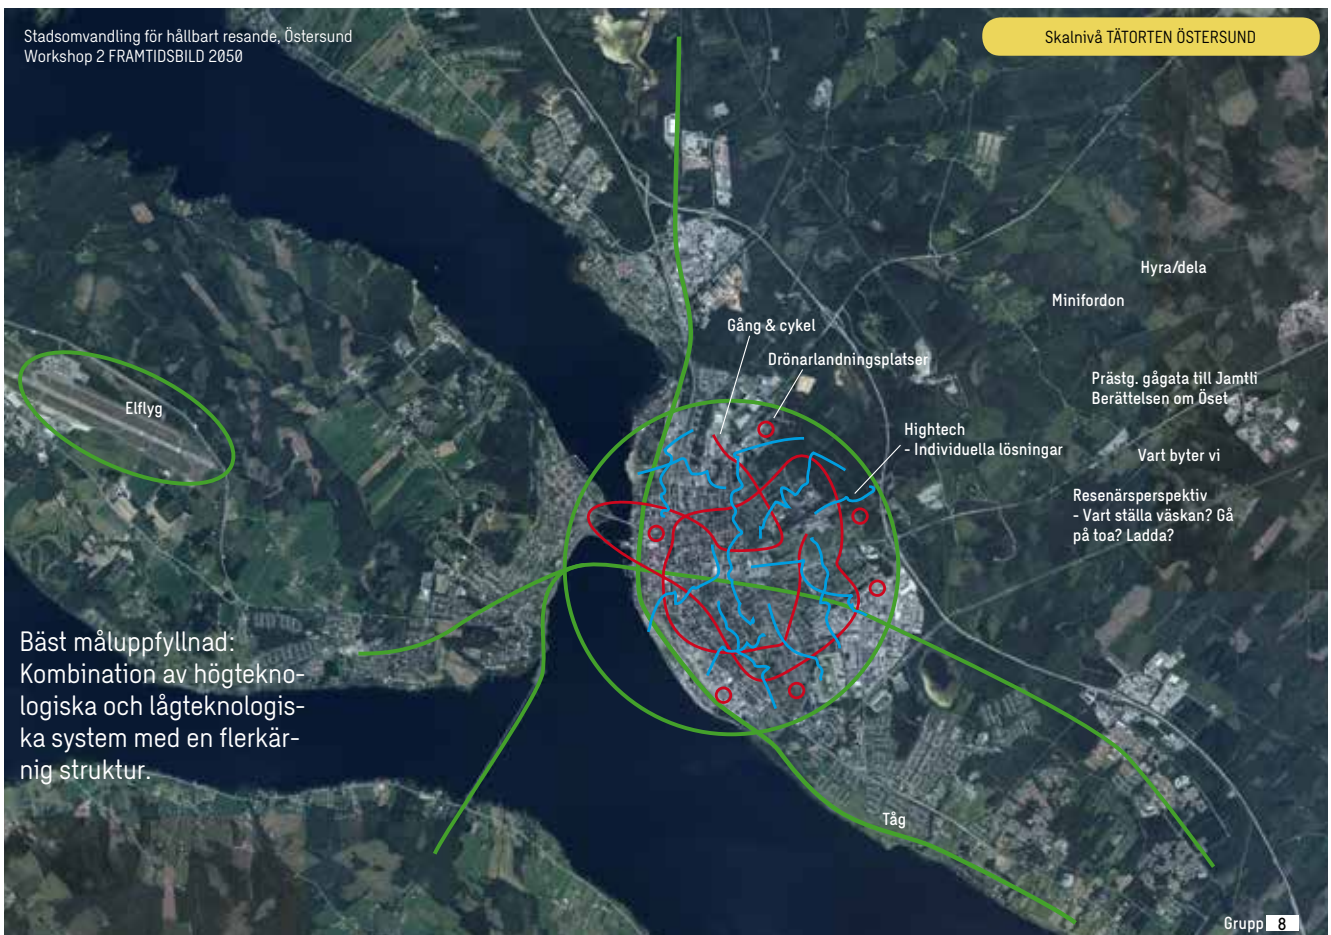 Stadsomvandling för hållbart resande, Östersund
Workshop 2 FRAMTIDSBILD 2050
Skalnivå TÄTORTEN ÖSTERSUND
Hyra/dela
Minifordon
Gång & cykel
Drönarlandningsplatser
Prästg. gågata till Jamtli
Berättelsen om Öset
Elflyg
Hightech
- Individuella lösningar
Vart byter vi
Resenärsperspektiv
- Vart ställa väskan? Gå
på toa? Ladda?
Bäst måluppfyllnad:
Kombination av högtekno-
logiska och lågteknologis-
ka system med en flerkär-
nig struktur.
Tåg
Grupp 8